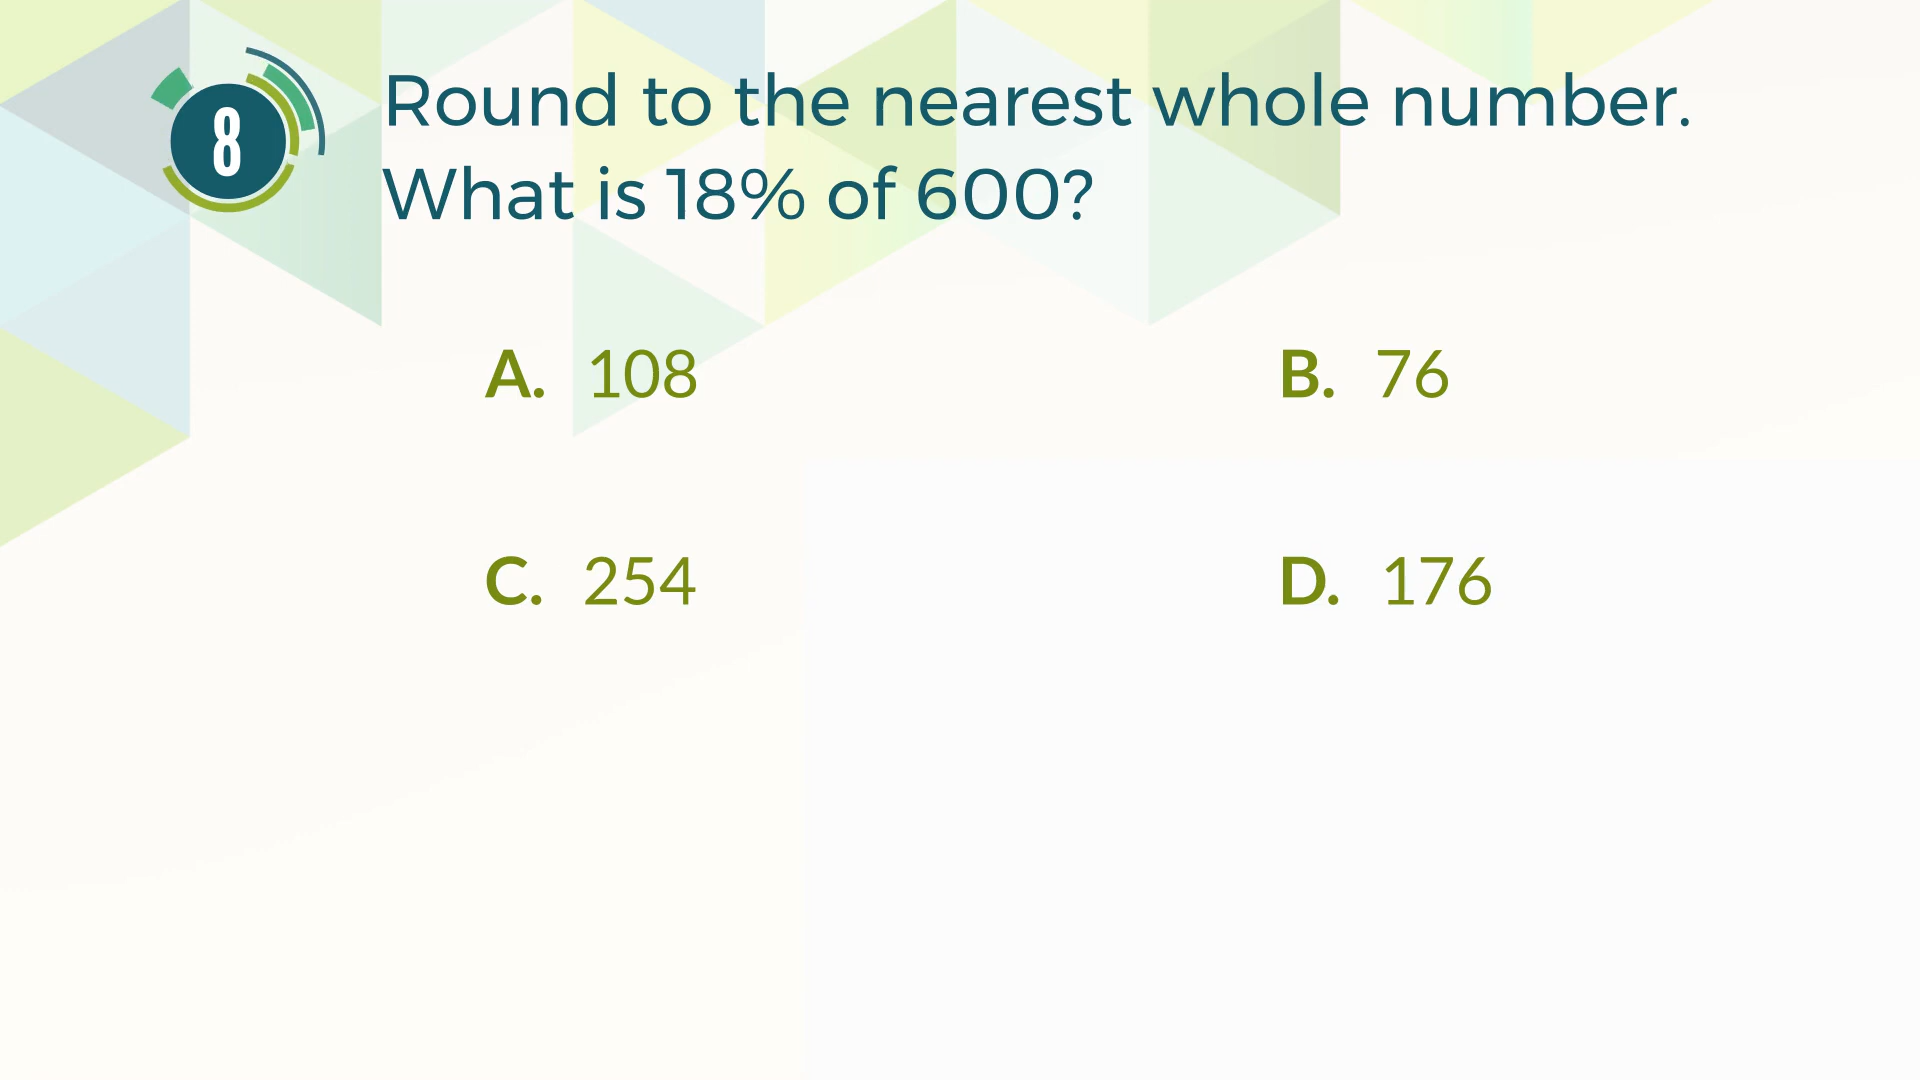 8
Round to the nearest whole number.
What is 18% of 600?
A. 108
B. 76
C. 254
D. 176